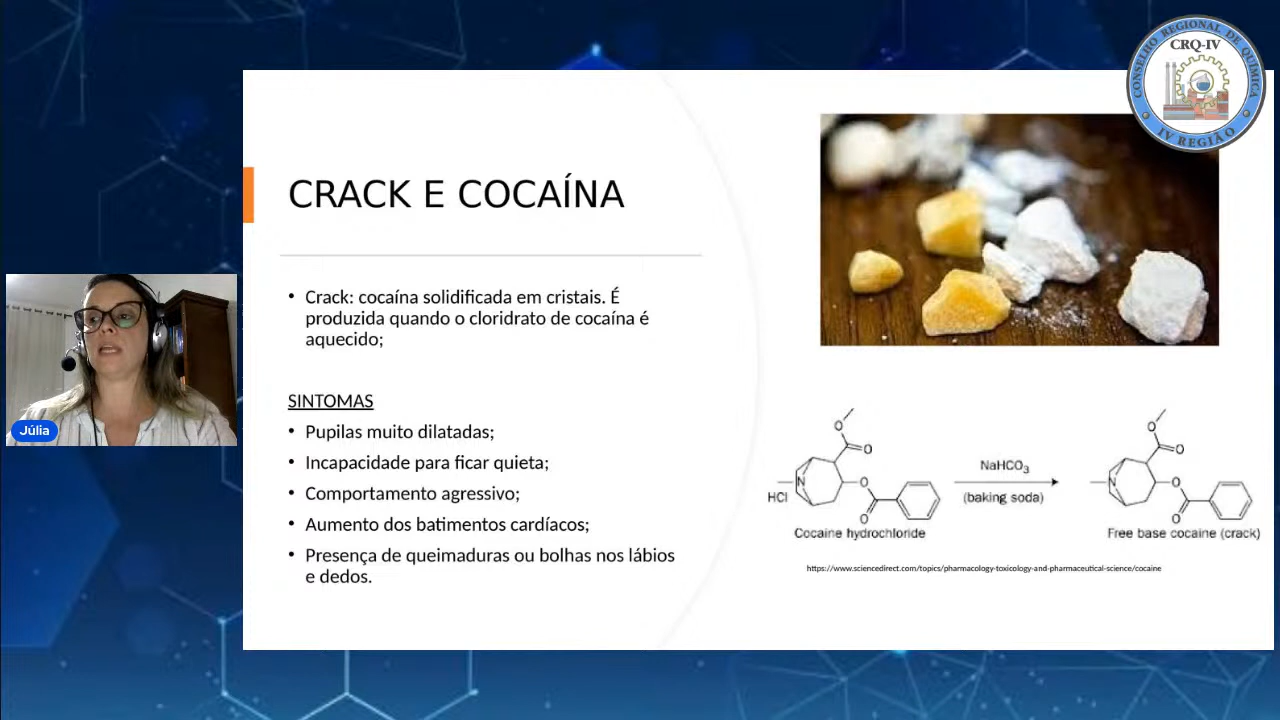 CONSELHO REGIONAL DE QUÍMICA
CRQ-IV
IV REGIÃO
CRACK E COCAÍNA
• Crack: cocaína solidificada em cristais. É
produzida quando o cloridrato de cocaína é
aquecido;
SINTOMAS
• Pupilas muito dilatadas;
• Incapacidade para ficar quieta;
• Comportamento agressivo;
• Aumento dos batimentos cardíacos;
• Presença de queimaduras ou bolhas nos lábios
e dedos.
Júlia
O
O
N
O
HCl
O
Cocaine hydrochloride
NaHCO3
(baking soda)
O
O
N
O
O
Free base cocaine (crack)
https://www.sciencedirect.com/topics/pharmacology-toxicology-and-pharmaceutical-science/cocaine